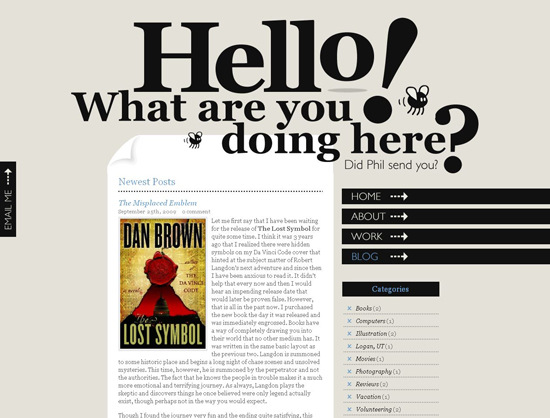 Hello!
What are you
doing here?
Did Phil send you?
EMAIL ME
HOME
ABOUT
WORK
BLOG
Newest Posts
The Misplaced Emblem
September 25th, 2009 0 comment
DAN BROWN
a novel
AUTHOR
of
THE
DA VINCI
CODE
the
LOST SYMBOL
Let me first say that I have been waiting
for the release of The Lost Symbol for
quite some time. I think it was 3 years
ago that I realized there were hidden
symbols on my Da Vinci Code cover that
hinted at the subject matter of Robert
Langdon's next adventure and since then
I have been anxious to read it. It didn't
help that every now and then I would
hear an impending release date that
would later be proven false. However,
that is all in the past now. I purchased
the new book the day it was released and
was immediately engrossed. Books have
a way of completely drawing you into
their world that no other medium has. It
was written in the same basic layout as
the previous two. Langdon is summoned
to some historic place and begins a long night of chase scenes and unsolved
mysteries. This time, however, he is summoned by the perpetrator and not
the authorities. The fact that he knows the people in trouble makes it a much
more emotional and terrifying journey. As always, Langdon plays the
skeptic and discovers things he once believed were only legend actually
exist, though perhaps not in the way you would expect.
Though I found the journey very fun and the ending quite satisfying, this
Categories
Books (2)
Computers (1)
Illustration (2)
Logan, UT (1)
Movies (1)
Photography (1)
Reviews (2)
Vacation (1)
Volunteering (2)